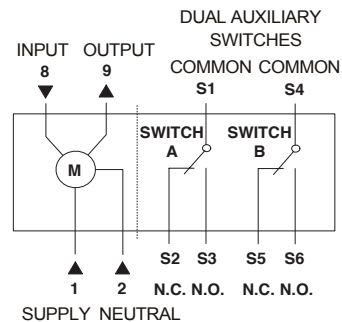 DUAL AUXILIARY
SWITCHES
INPUT OUTPUT
8 9
COMMON COMMON
S1 S4
SWITCH A
SWITCH B
M
S2 S3 S5 S6
1 2 N.C. N.O. N.C. N.O.
SUPPLY NEUTRAL